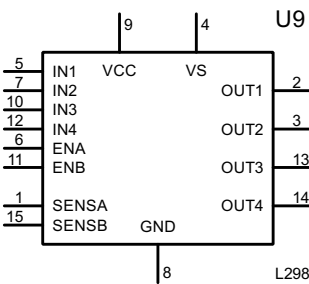 9 4 U9
VCC VS
5 IN1
7 IN2 OUT1 2
10 IN3
12 IN4 OUT2 3
6 ENA
11 ENB OUT3 13
1 SENSA OUT4 14
15 SENSB GND
8 L298